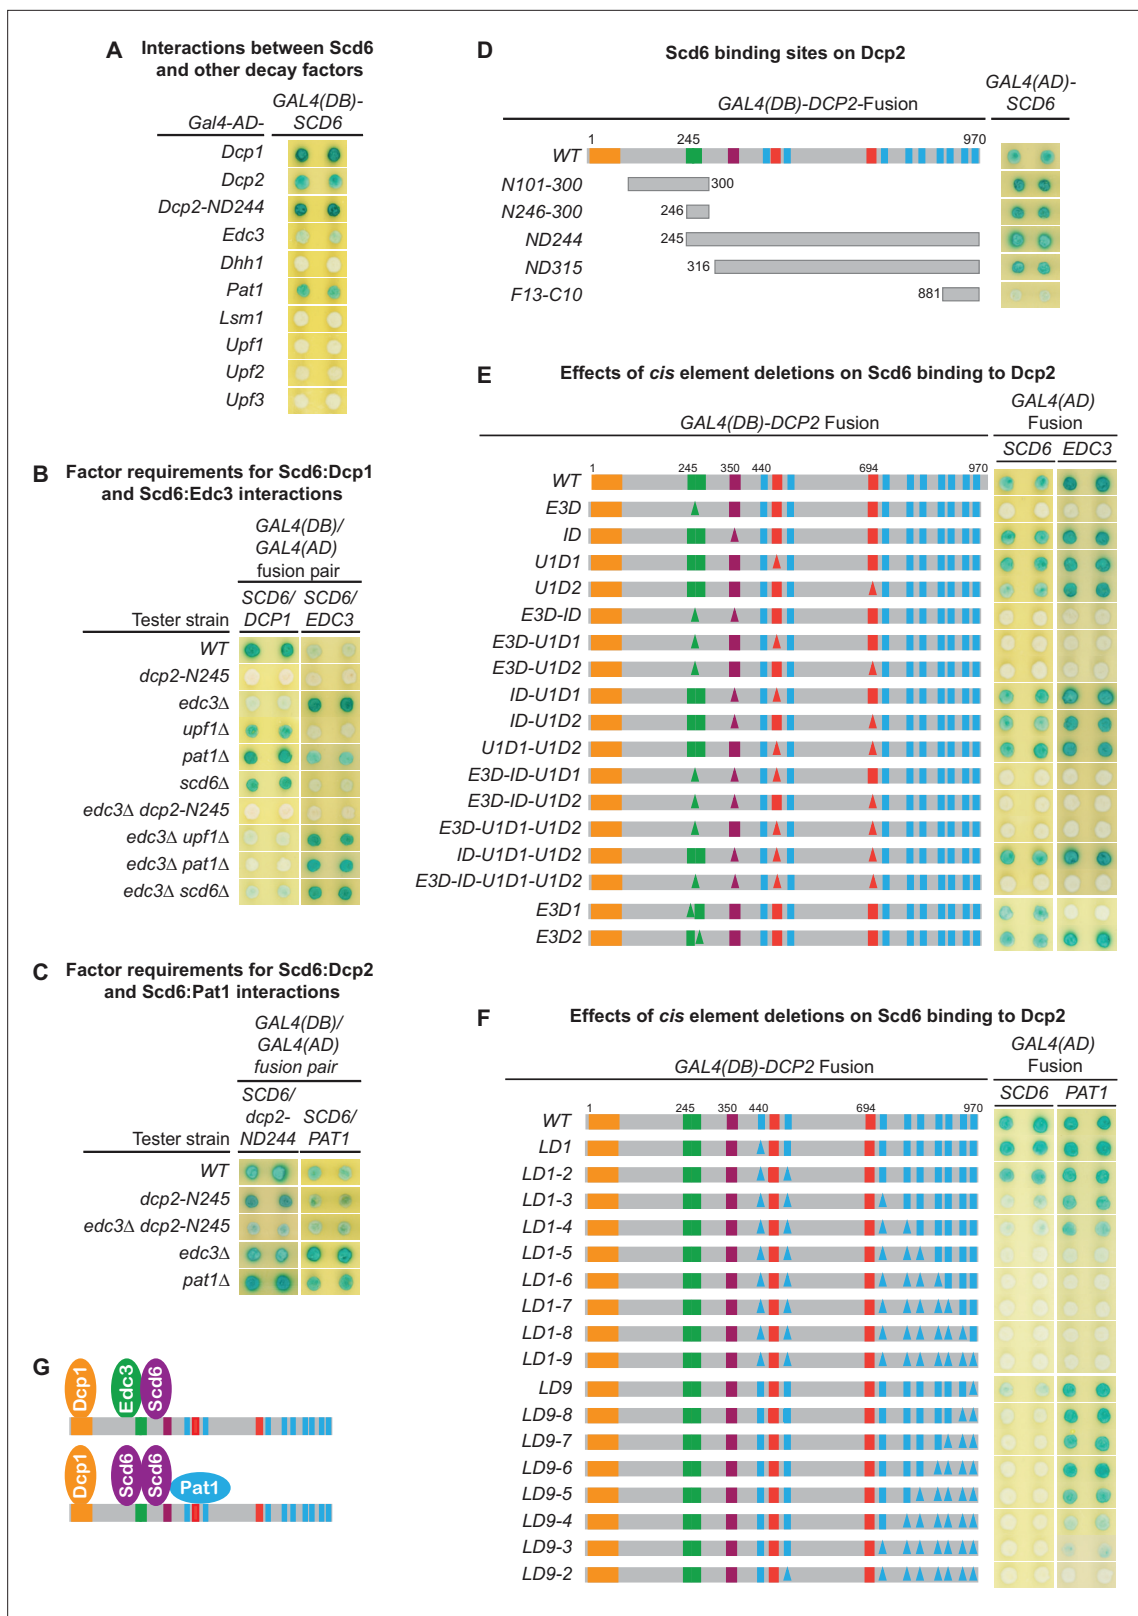 A Interactions between Scd6
and other decay factors
GAL4(DB)-
Gal4-AD- SCD6
Dcp1
Dcp2
Dcp2-ND244
Edc3
Dhh1
Pat1
Lsm1
Upf1
Upf2
Upf3
B Factor requirements for Scd6:Dcp1
and Scd6:Edc3 interactions
GAL4(DB)/
GAL4(AD)
fusion pair
SCD6/ SCD6/
Tester strain DCP1 EDC3
WT
dcp2-N245
edc3Δ
upf1Δ
pat1Δ
scd6Δ
edc3Δ dcp2-N245
edc3Δ upf1Δ
edc3Δ pat1Δ
edc3Δ scd6Δ
C Factor requirements for Scd6:Dcp2
and Scd6:Pat1 interactions
GAL4(DB)/
GAL4(AD)
fusion pair
SCD6/
dcp2- SCD6/
Tester strain ND244 PAT1
WT
dcp2-N245
edc3Δ dcp2-N245
edc3Δ
pat1Δ
G
Dcp1 Edc3 Scd6
Dcp1 Scd6 Scd6 Pat1
D Scd6 binding sites on Dcp2
GAL4(AD)-
GAL4(DB)-DCP2-Fusion SCD6
1 245 970
WT
N101-300 300
N246-300 246
ND244 245
ND315 316
F13-C10 881
E Effects of cis element deletions on Scd6 binding to Dcp2
GAL4(AD)
GAL4(DB)-DCP2 Fusion Fusion
SCD6 EDC3
1 245 350 440 694 970
WT
E3D
ID
U1D1
U1D2
E3D-ID
E3D-U1D1
E3D-U1D2
ID-U1D1
ID-U1D2
U1D1-U1D2
E3D-ID-U1D1
E3D-ID-U1D2
E3D-U1D1-U1D2
ID-U1D1-U1D2
E3D-ID-U1D1-U1D2
E3D1
E3D2
F Effects of cis element deletions on Scd6 binding to Dcp2
GAL4(AD)
GAL4(DB)-DCP2 Fusion Fusion
SCD6 PAT1
1 245 350 440 694 970
WT
LD1
LD1-2
LD1-3
LD1-4
LD1-5
LD1-6
LD1-7
LD1-8
LD1-9
LD9
LD9-8
LD9-7
LD9-6
LD9-5
LD9-4
LD9-3
LD9-2